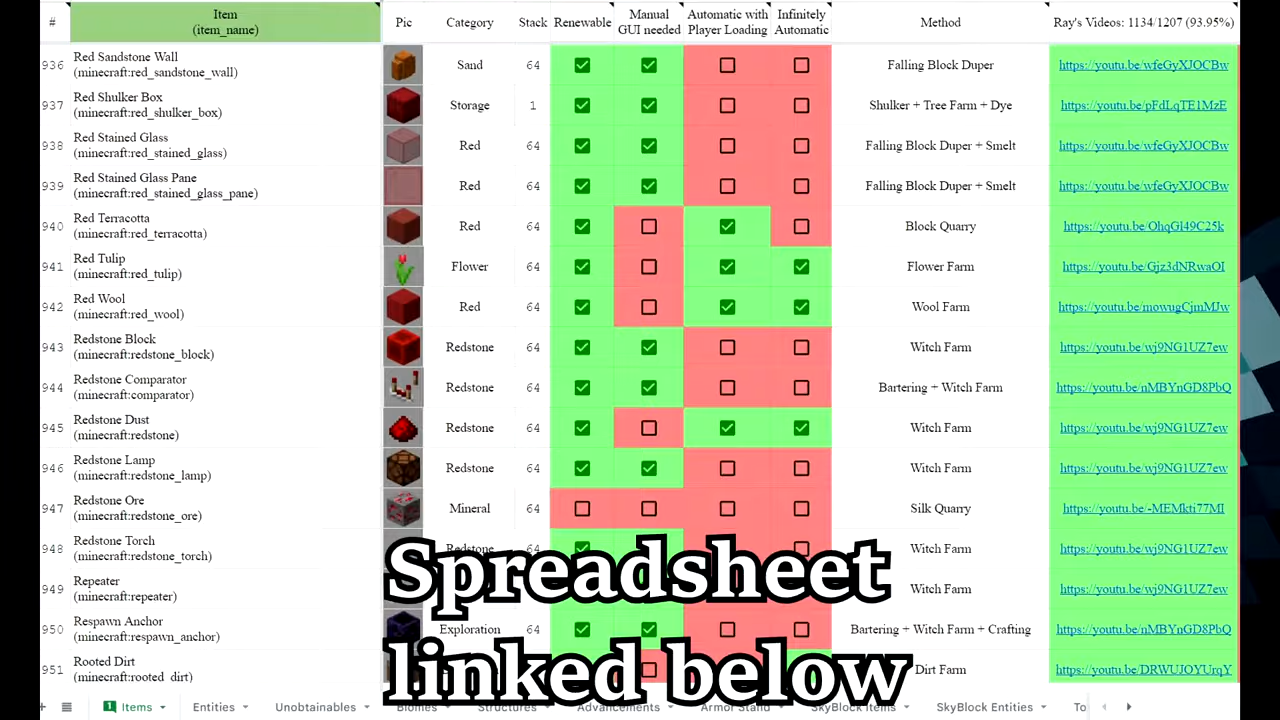 # Item (item_name) Pic Category Stack Renewable Manual GUI needed Automatic with Player Loading Infinitely Automatic Method Ray's Videos: 1134/1207 (93.95%)
936 Red Sandstone Wall (minecraft:red_sandstone_wall) Sand 64 Falling Block Duper https://youtu.be/wfeGyXJOCBw
937 Red Shulker Box (minecraft:red_shulker_box) Storage 1 Shulker + Tree Farm + Dye https://youtu.be/pFdLqTE1MzE
938 Red Stained Glass (minecraft:red_stained_glass) Red 64 Falling Block Duper + Smelt https://youtu.be/wfeGyXJOCBw
939 Red Stained Glass Pane (minecraft:red_stained_glass_pane) Red 64 Falling Block Duper + Smelt https://youtu.be/wfeGyXJOCBw
940 Red Terracotta (minecraft:red_terracotta) Red 64 Block Quarry https://youtu.be/OhqGl49C25k
941 Red Tulip (minecraft:red_tulip) Flower 64 Flower Farm https://youtu.be/Gjz3dNRwaOI
942 Red Wool (minecraft:red_wool) Red 64 Wool Farm https://youtu.be/mowngCjmMJw
943 Redstone Block (minecraft:redstone_block) Redstone 64 Witch Farm https://youtu.be/wj9NG1UZ7ew
944 Redstone Comparator (minecraft:comparator) Redstone 64 Bartering + Witch Farm https://youtu.be/nMBYnGD8PbQ
945 Redstone Dust (minecraft:redstone) Redstone 64 Witch Farm https://youtu.be/wj9NG1UZ7ew
946 Redstone Lamp (minecraft:redstone_lamp) Redstone 64 Witch Farm https://youtu.be/wj9NG1UZ7ew
947 Redstone Ore (minecraft:redstone_ore) Mineral 64 Silk Quarry https://youtu.be/-MEMkti77MI
948 Redstone Torch (minecraft:redstone_torch) Redstone Witch Farm https://youtu.be/wj9NG1UZ7ew
949 Repeater (minecraft:repeater) Witch Farm https://youtu.be/wj9NG1UZ7ew
950 Respawn Anchor (minecraft:respawn_anchor) Exploration 64 Bartering + Witch Farm + Crafting https://youtu.be/nMBYnGD8PbQ
951 Rooted Dirt (minecraft:rooted_dirt) Dirt Farm https://youtu.be/DRWUJOYUrqY
Spreadsheet
linked below
1 Items Entities Unobtainables Biomes Structures Advancements Armor Stand SkyBlock Items SkyBlock Entities To